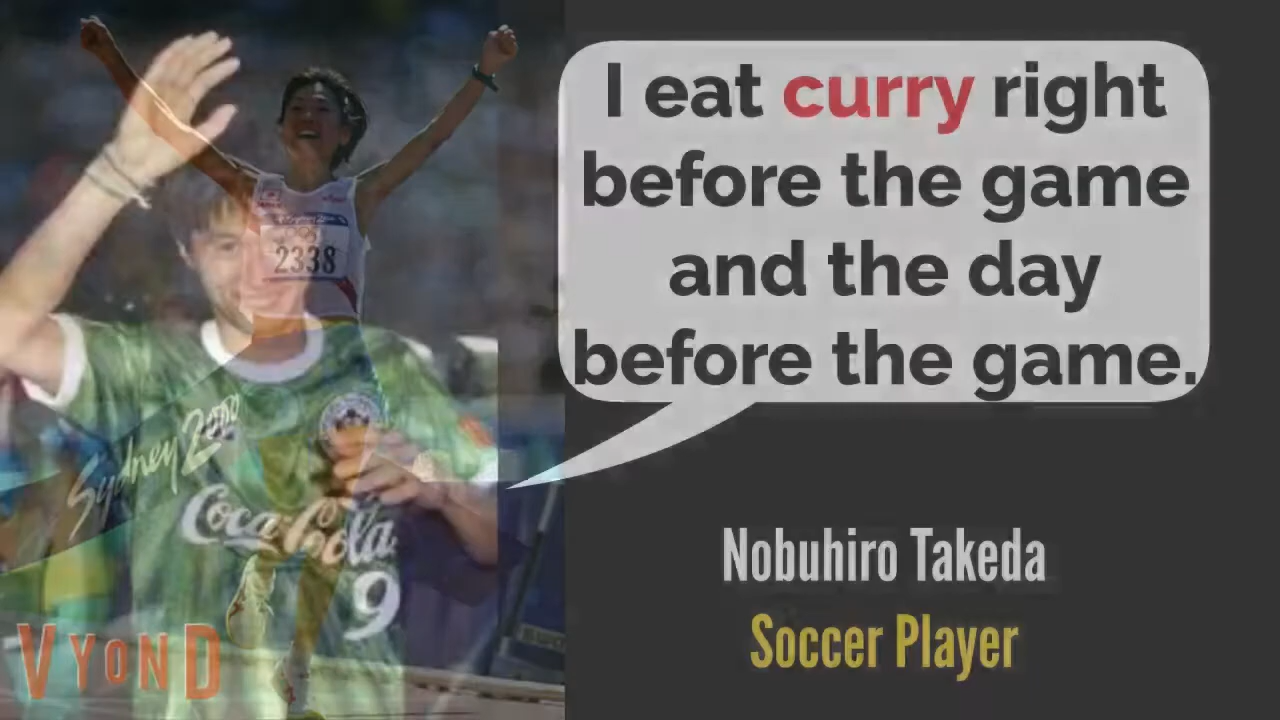 I eat curry right
before the game
and the day
before the game.
2338
Sydney 2000
Coca-Cola
9
Nobuhiro Takeda
Soccer Player
VYOND